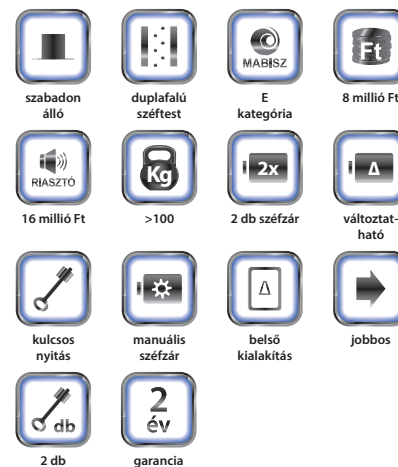 MABISZ
Ft
szabadon
álló
duplafalú
széftest
E
kategória
8 millió Ft
RIASZTÓ
Kg
2x
Δ
16 millió Ft
>100
2 db széfzár
változtat-
ható
Δ
kulcsos
nyitás
manuális
széfzár
belső
kialakítás
jobbos
db
2
év
2 db
garancia